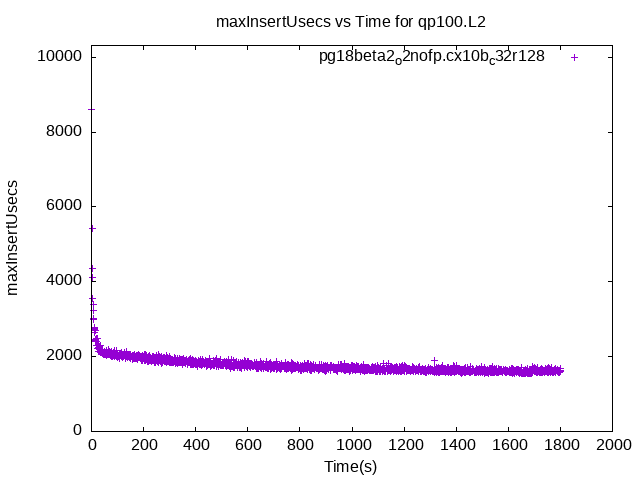 maxInsertUsecs vs Time for qp100.L2
pg18beta2o2nofp.cx10bc32r128
10000
8000
6000
4000
2000
0
maxInsertUsecs
0 200 400 600 800 1000 1200 1400 1600 1800 2000
Time(s)